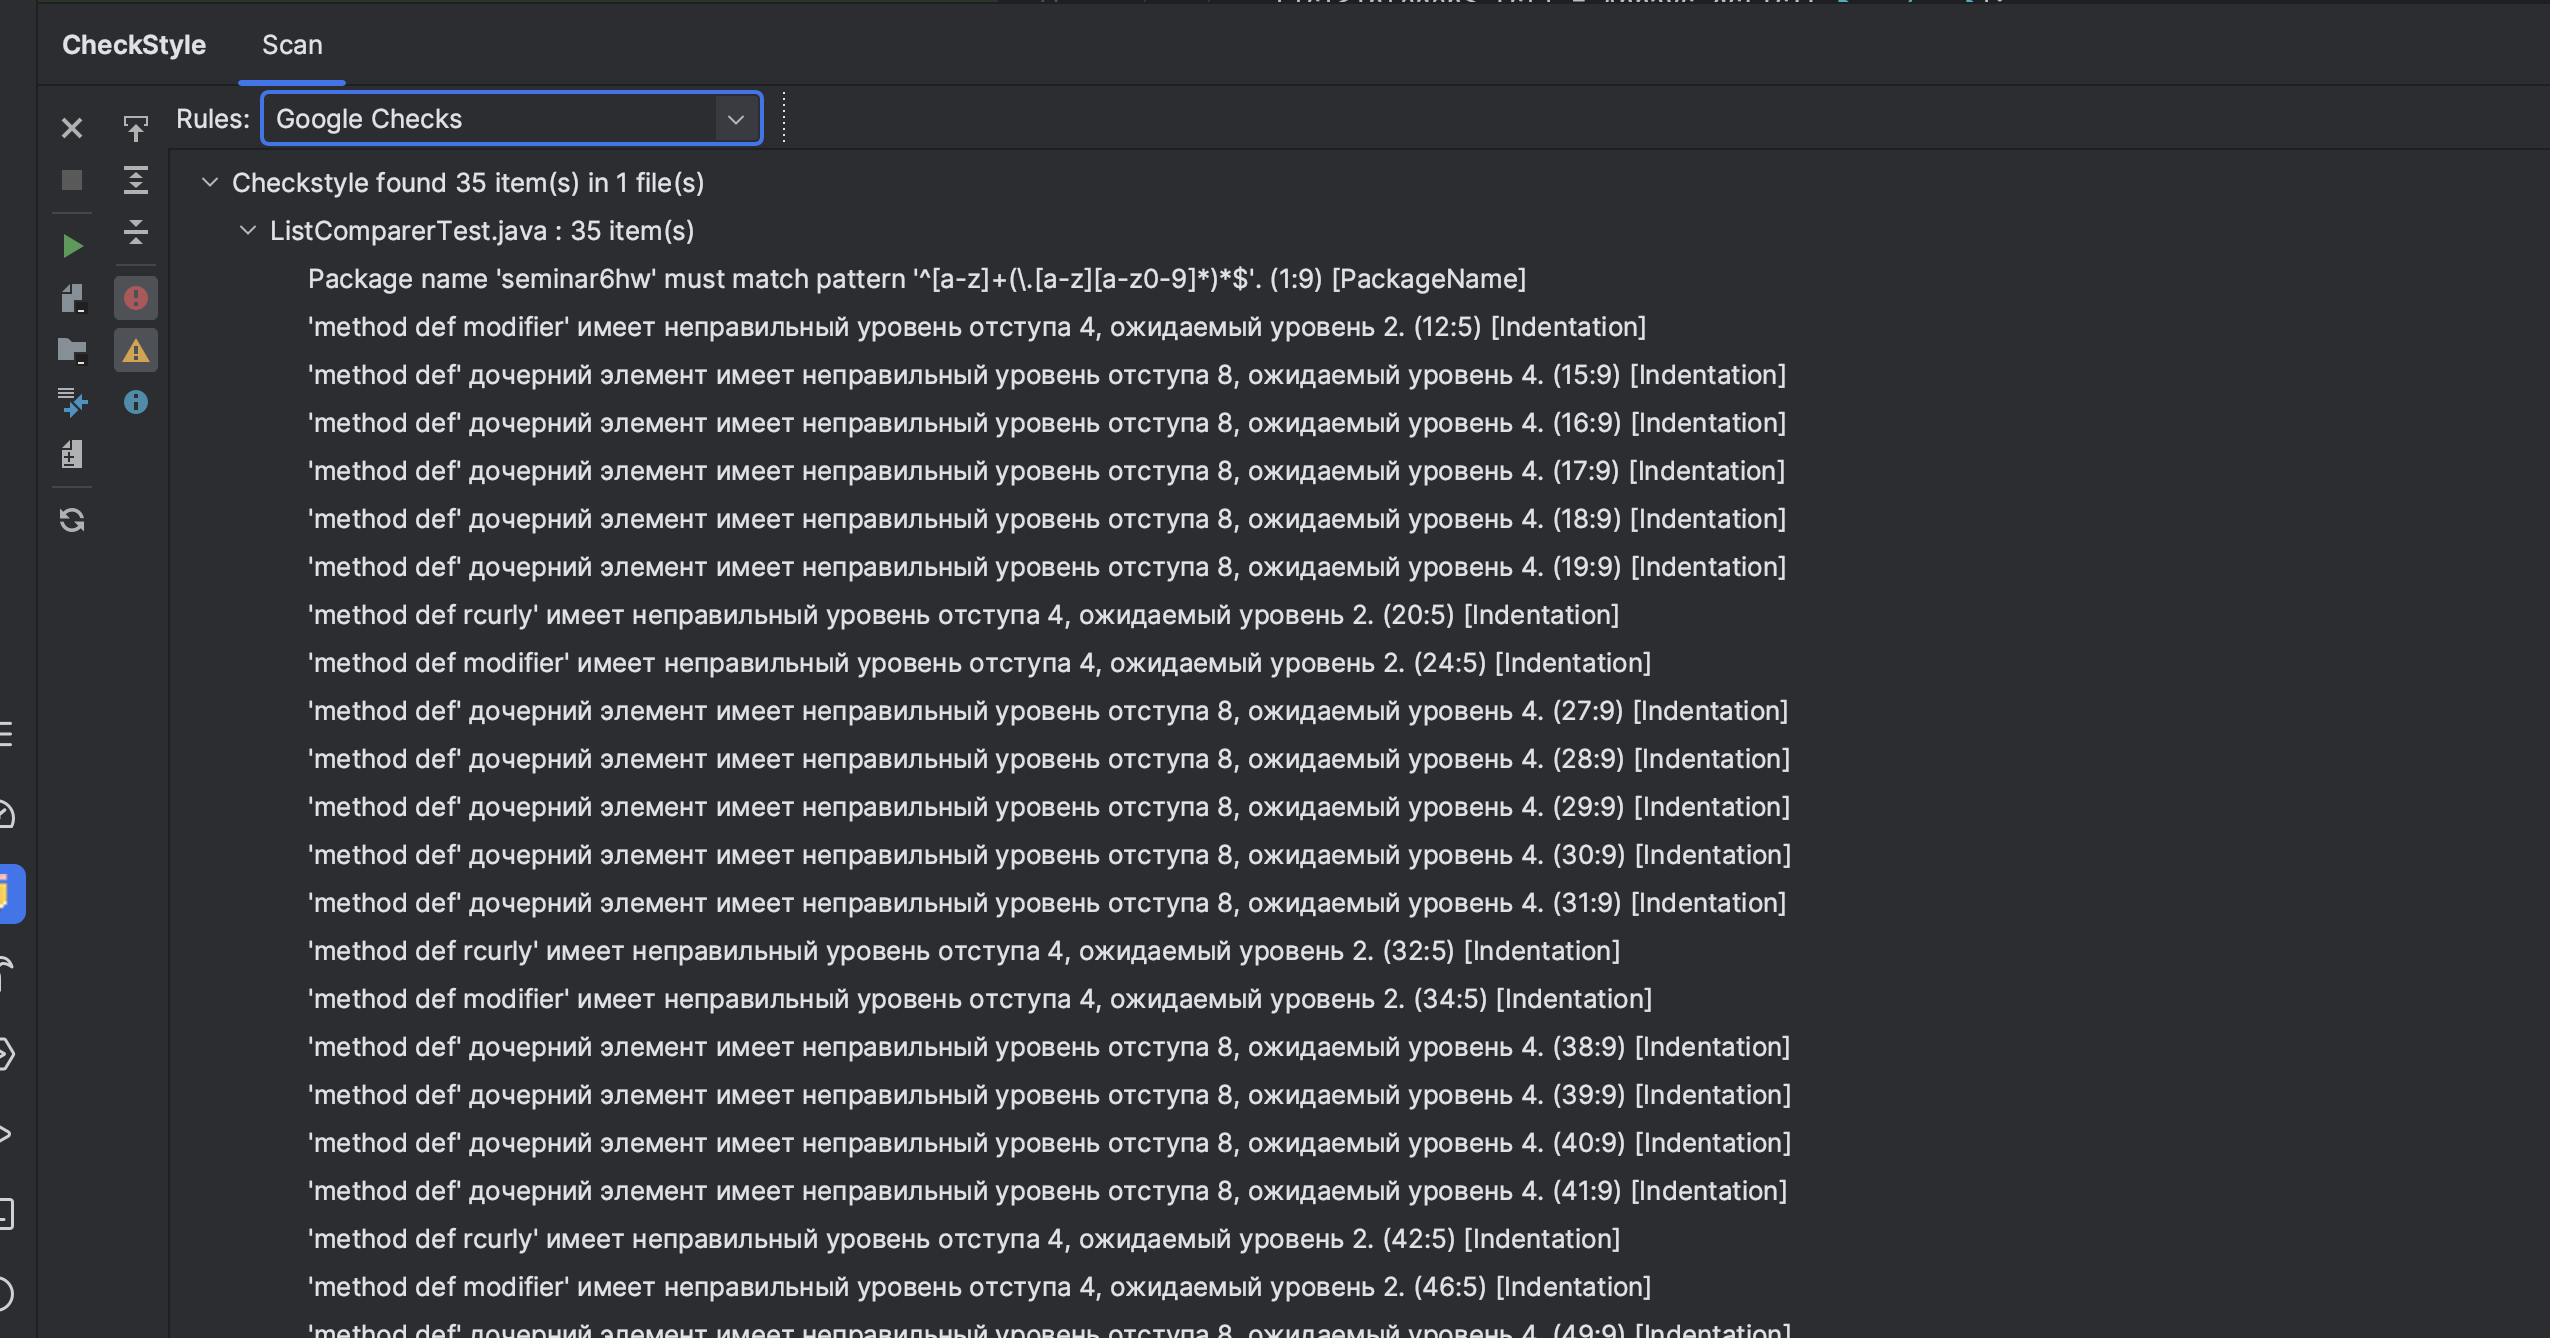 CheckStyle Scan
Rules: Google Checks
Checkstyle found 35 item(s) in 1 file(s)
ListComparerTest.java : 35 item(s)
Package name 'seminar6hw' must match pattern '^[a-z]+(\.[a-z][a-z0-9]*)*$'. (1:9) [PackageName]
'method def modifier' имеет неправильный уровень отступа 4, ожидаемый уровень 2. (12:5) [Indentation]
'method def' дочерний элемент имеет неправильный уровень отступа 8, ожидаемый уровень 4. (15:9) [Indentation]
'method def' дочерний элемент имеет неправильный уровень отступа 8, ожидаемый уровень 4. (16:9) [Indentation]
'method def' дочерний элемент имеет неправильный уровень отступа 8, ожидаемый уровень 4. (17:9) [Indentation]
'method def' дочерний элемент имеет неправильный уровень отступа 8, ожидаемый уровень 4. (18:9) [Indentation]
'method def' дочерний элемент имеет неправильный уровень отступа 8, ожидаемый уровень 4. (19:9) [Indentation]
'method def rcurly' имеет неправильный уровень отступа 4, ожидаемый уровень 2. (20:5) [Indentation]
'method def modifier' имеет неправильный уровень отступа 4, ожидаемый уровень 2. (24:5) [Indentation]
'method def' дочерний элемент имеет неправильный уровень отступа 8, ожидаемый уровень 4. (27:9) [Indentation]
'method def' дочерний элемент имеет неправильный уровень отступа 8, ожидаемый уровень 4. (28:9) [Indentation]
'method def' дочерний элемент имеет неправильный уровень отступа 8, ожидаемый уровень 4. (29:9) [Indentation]
'method def' дочерний элемент имеет неправильный уровень отступа 8, ожидаемый уровень 4. (30:9) [Indentation]
'method def' дочерний элемент имеет неправильный уровень отступа 8, ожидаемый уровень 4. (31:9) [Indentation]
'method def rcurly' имеет неправильный уровень отступа 4, ожидаемый уровень 2. (32:5) [Indentation]
'method def modifier' имеет неправильный уровень отступа 4, ожидаемый уровень 2. (34:5) [Indentation]
'method def' дочерний элемент имеет неправильный уровень отступа 8, ожидаемый уровень 4. (38:9) [Indentation]
'method def' дочерний элемент имеет неправильный уровень отступа 8, ожидаемый уровень 4. (39:9) [Indentation]
'method def' дочерний элемент имеет неправильный уровень отступа 8, ожидаемый уровень 4. (40:9) [Indentation]
'method def' дочерний элемент имеет неправильный уровень отступа 8, ожидаемый уровень 4. (41:9) [Indentation]
'method def rcurly' имеет неправильный уровень отступа 4, ожидаемый уровень 2. (42:5) [Indentation]
'method def modifier' имеет неправильный уровень отступа 4, ожидаемый уровень 2. (46:5) [Indentation]
'method def' дочерний элемент имеет неправильный уровень отступа 8, ожидаемый уровень 4. (49:9) [Indentation]